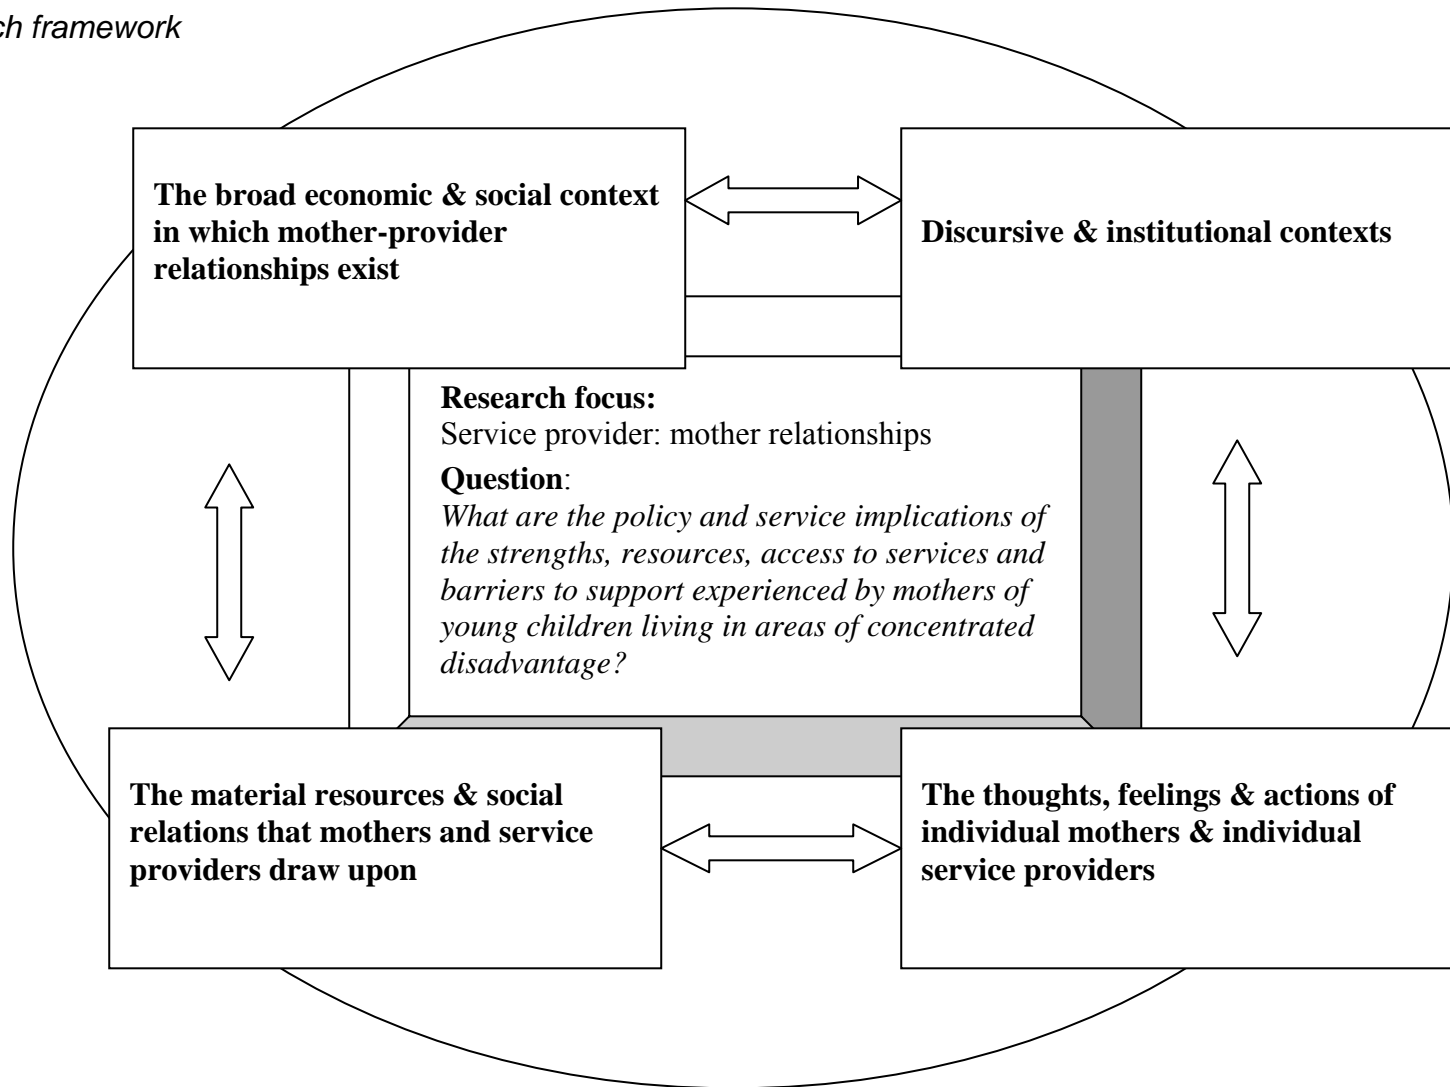 ch framework
The broad economic & social context
in which mother-provider
relationships exist
Discursive & institutional contexts
Research focus:
Service provider: mother relationships
Question:
What are the policy and service implications of
the strengths, resources, access to services and
barriers to support experienced by mothers of
young children living in areas of concentrated
disadvantage?
The material resources & social
relations that mothers and service
providers draw upon
The thoughts, feelings & actions of
individual mothers & individual
service providers